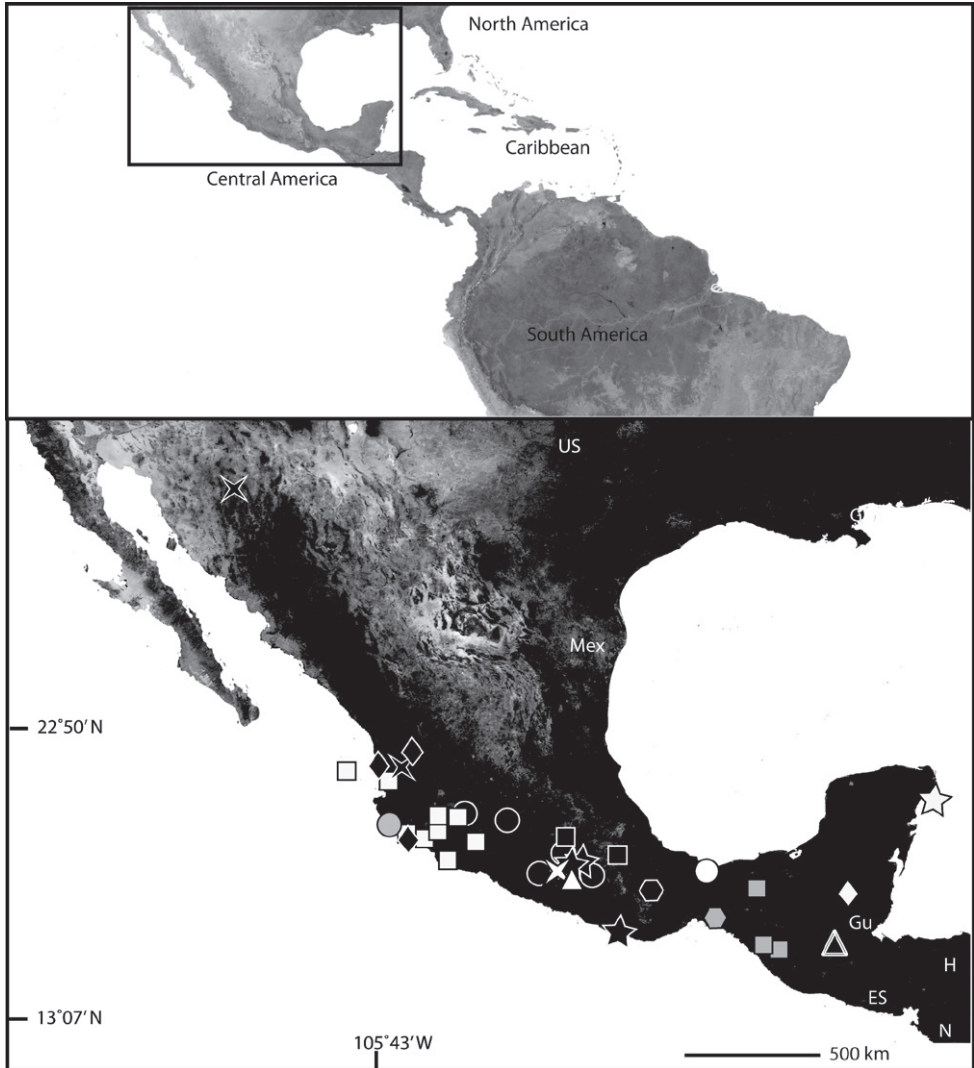 North America
Caribbean
Central America
South America
US
Mex
22°50' N
Gu
H
ES
13°07' N
N
105°43' W
500 km